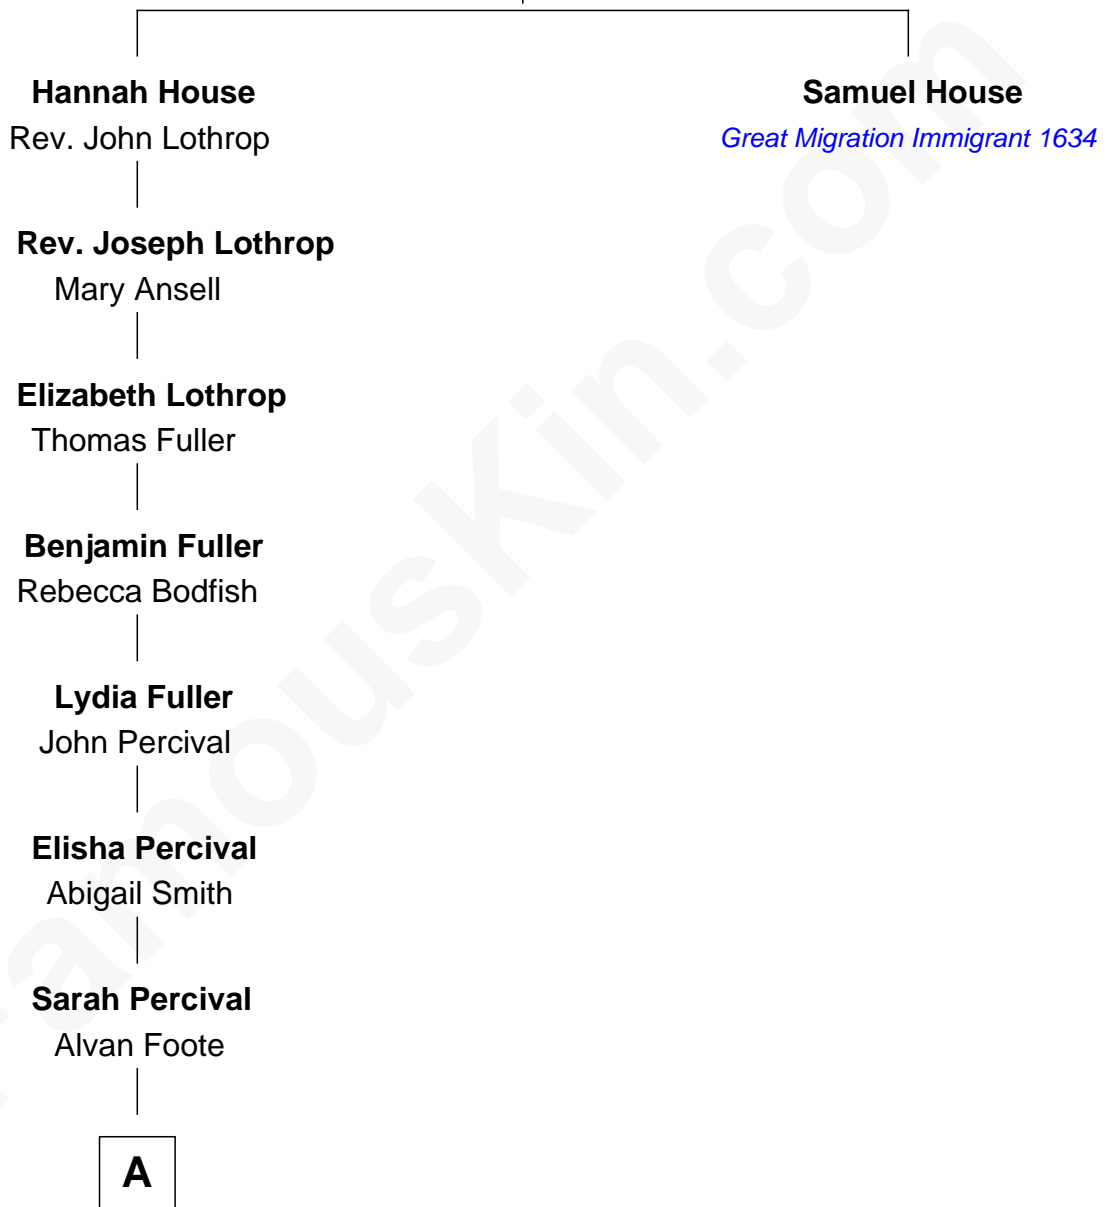 Hannah House
Samuel House
Rev. John Lothrop
Great Migration Immigrant 1634
Rev. Joseph Lothrop
Mary Ansell
Elizabeth Lothrop
Thomas Fuller
Benjamin Fuller
Rebecca Bodfish
Lydia Fuller
John Percival
Elisha Percival
Abigail Smith
Sarah Percival
Alvan Foote
A
FamousKin.com